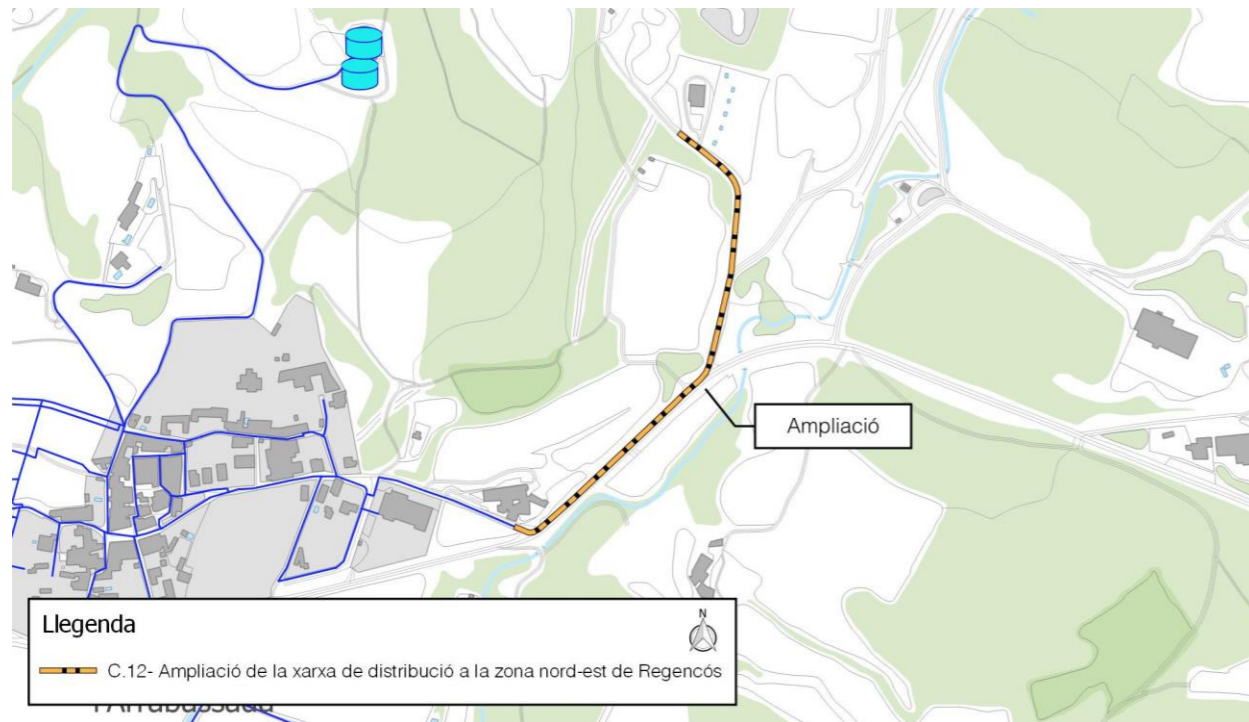 Ampliació
Llegenda
N
C.12- Ampliació de la xarxa de distribució a la zona nord-est de Regencós